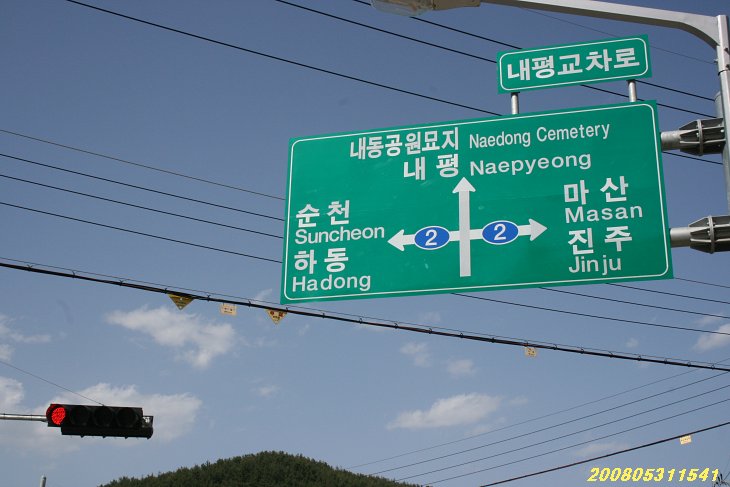 내평교차로
내동공원묘지 Naedong Cemetery
내 평 Naepyeong
순 천
Suncheon
하 동
Hadong
2
2
마 산
Masan
진 주
Jinju
200805311541